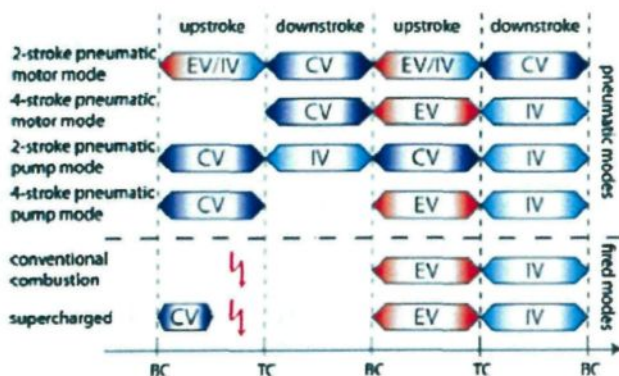 upstroke downstroke upstroke downstroke
2-stroke pneumatic
motor mode
EV/IV CV EV/IV CV
4-stroke pneumatic
motor mode
CV EV IV
2-stroke pneumatic
pump mode
CV IV CV IV
4-stroke pneumatic
pump mode
CV EV IV
pneumatic modes
conventional
combustion
EV IV
supercharged
CV EV IV
fired modes
BC TC BC TC BC